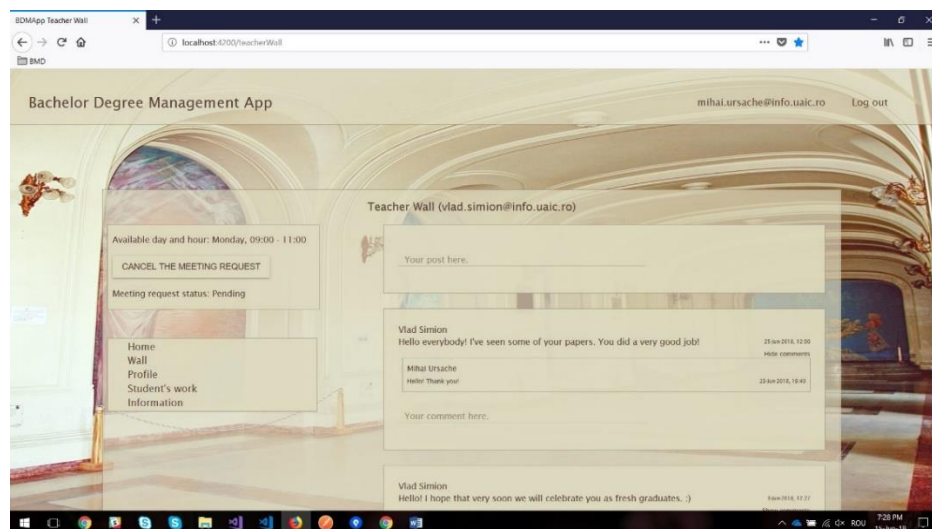 BDMApp Teacher Wall
localhost:4200/teacherWall
BMD
Bachelor Degree Management App
mihai.ursache@info.uaic.ro
Log out
Teacher Wall (vlad.simion@info.uaic.ro)
Available day and hour: Monday, 09:00 - 11:00
CANCEL THE MEETING REQUEST
Meeting request status: Pending
Home
Wall
Profile
Student's work
Information
Your post here.
Vlad Simion
Hello everybody! I've seen some of your papers. You did a very good job!
Hide comments
Mihai Ursache
Hello! Thank you!
Your comment here.
Vlad Simion
Hello! I hope that very soon we will celebrate you as fresh graduates. :)
Show comments
ROU
7:28 PM